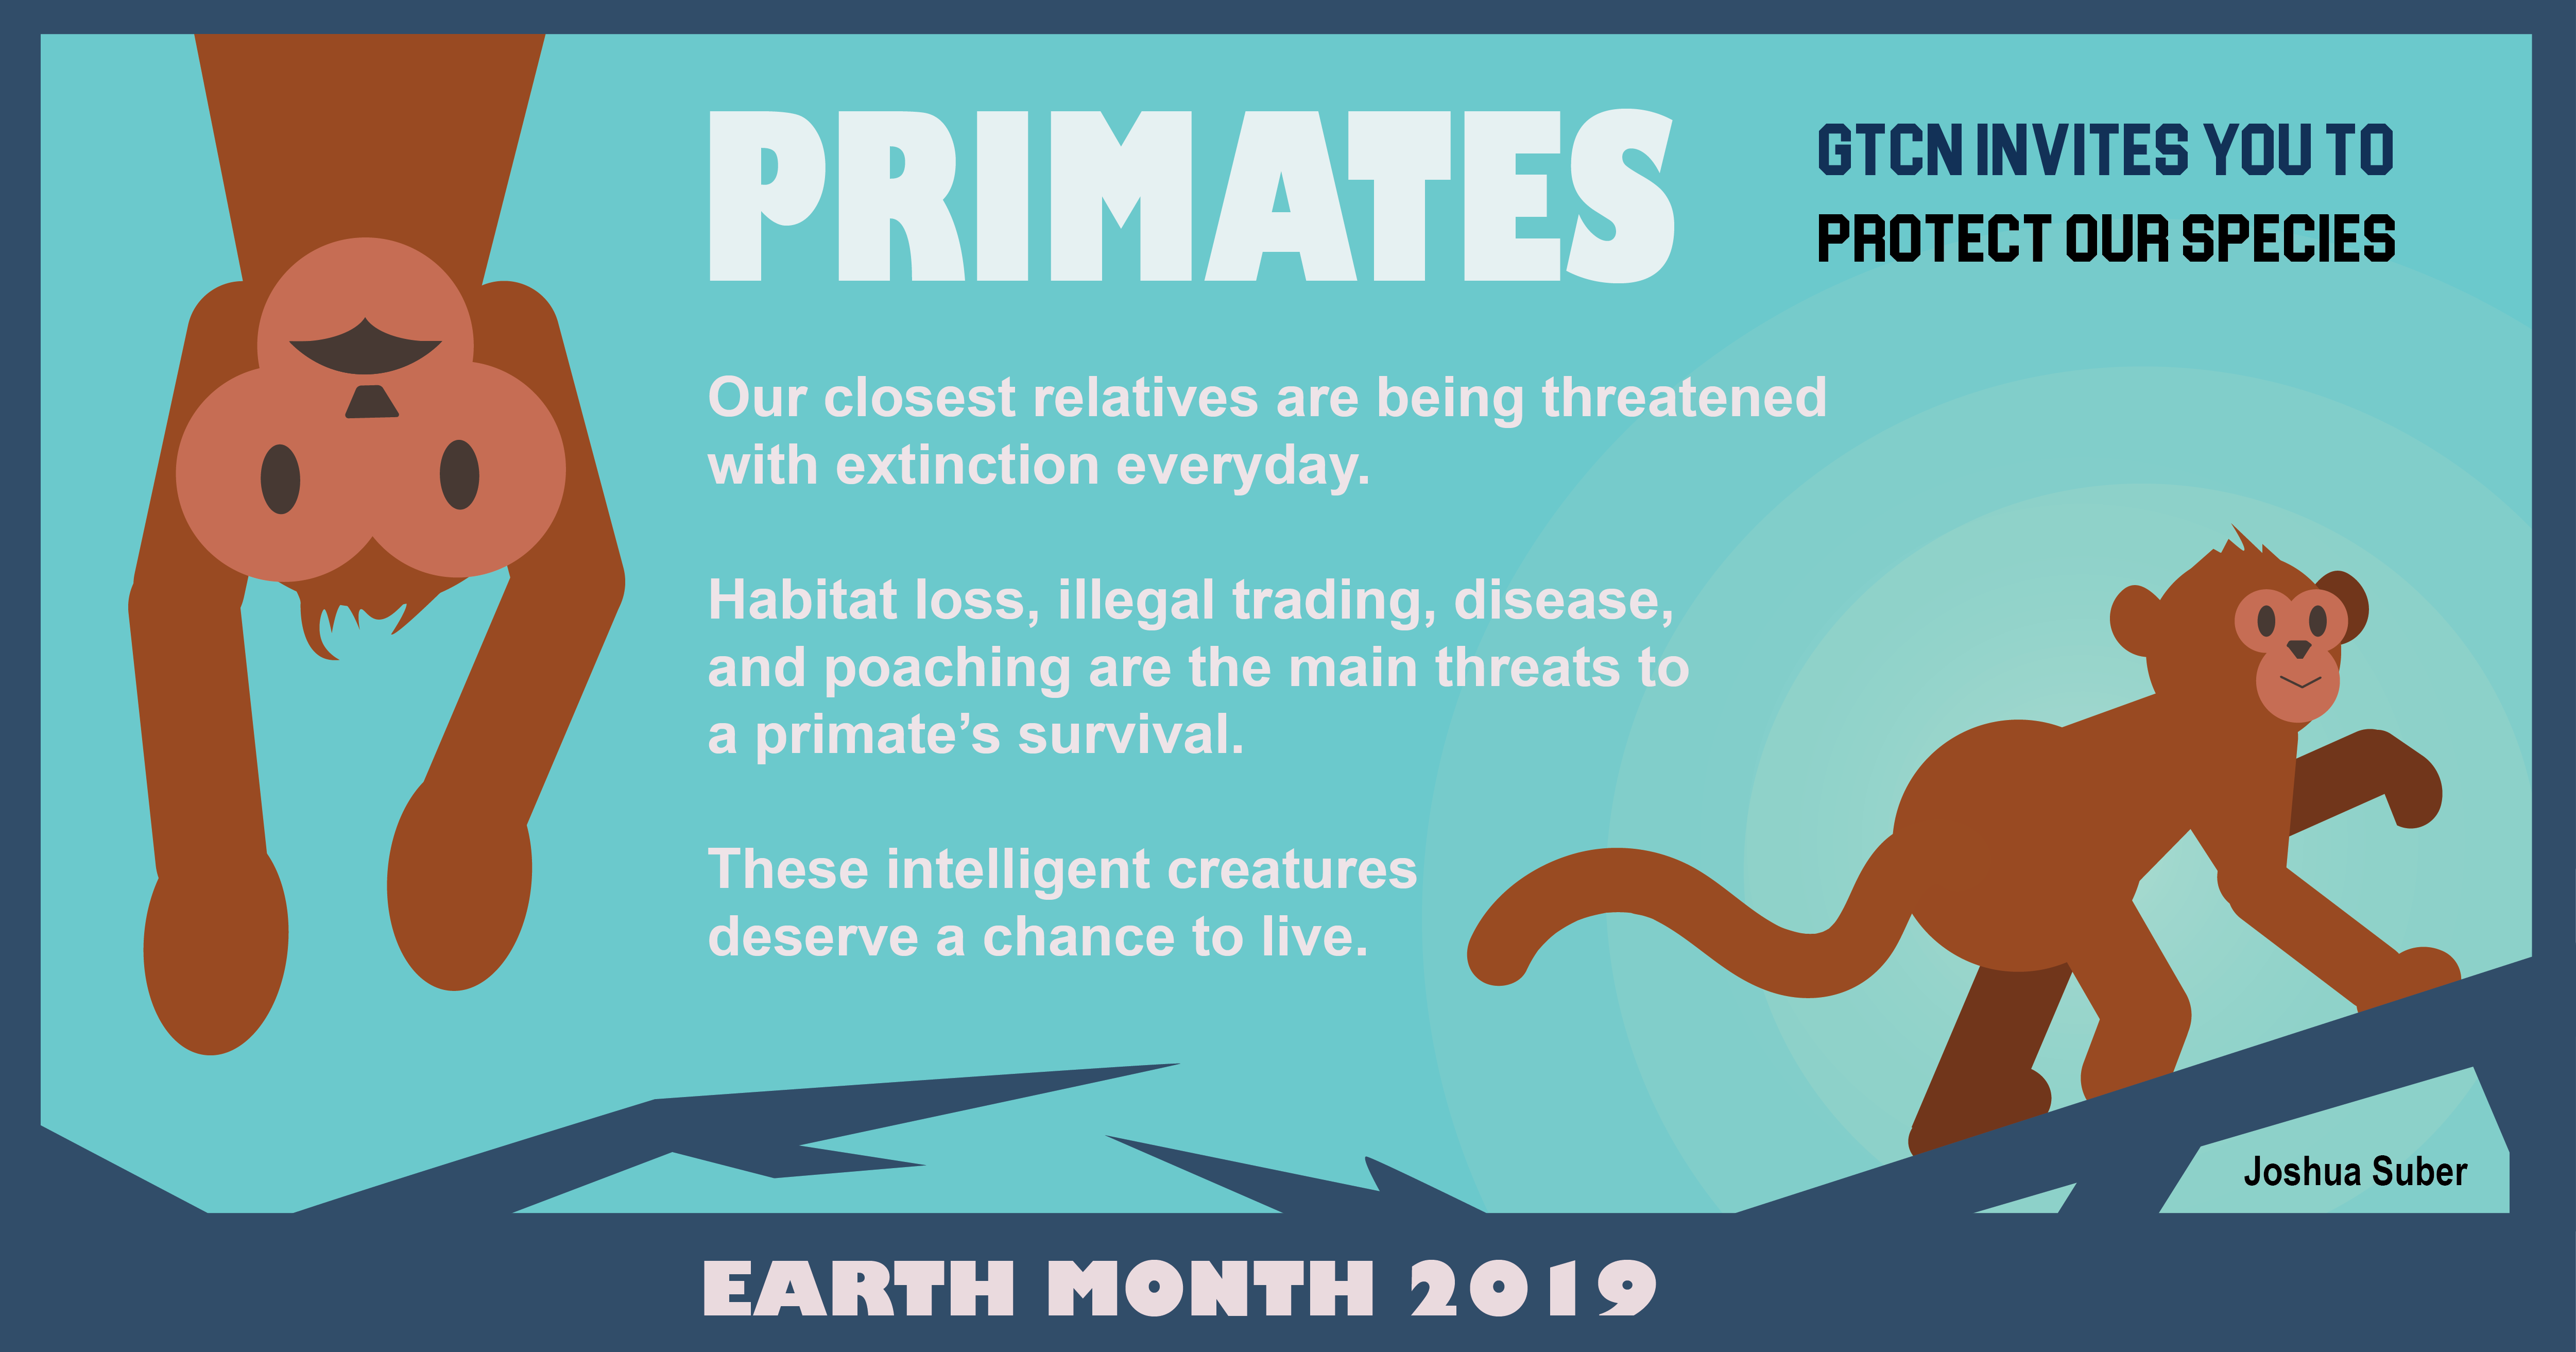 PRIMATES
GTCN INVITES YOU TO
PROTECT OUR SPECIES
Our closest relatives are being threatened
with extinction everyday.
Habitat loss, illegal trading, disease,
and poaching are the main threats to
a primate’s survival.
These intelligent creatures
deserve a chance to live.
Joshua Suber
EARTH MONTH 2019